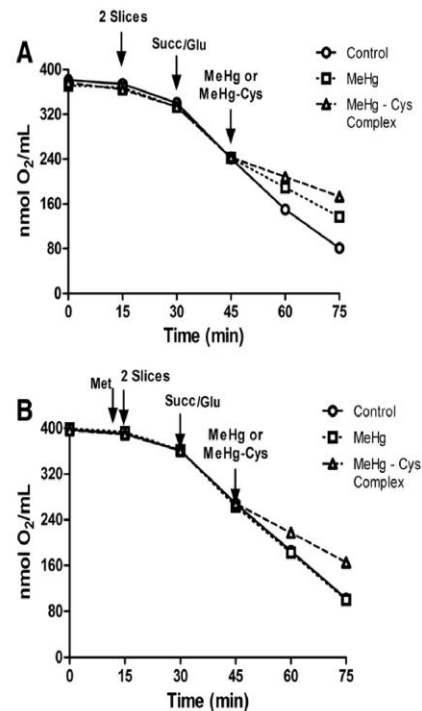 A
2 Slices
Succ/Glu
MeHg or
MeHg-Cys
Control
MeHg
MeHg - Cys
Complex
nmol O₂/mL
400
320
240
160
80
0
0 15 30 45 60 75
Time (min)
B
Met
2 Slices
Succ/Glu
MeHg or
MeHg-Cys
Control
MeHg
MeHg - Cys
Complex
nmol O₂/mL
400
320
240
160
80
0
0 15 30 45 60 75
Time (min)